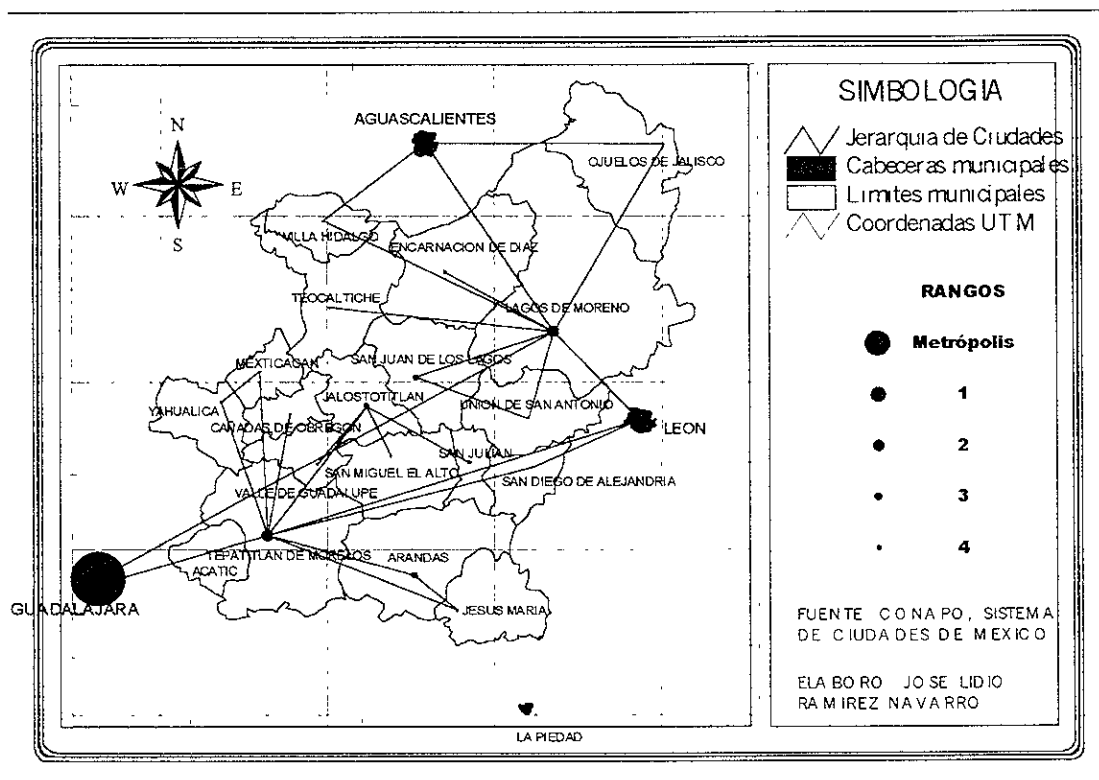 N
W E
S
AGUASCALIENTES
OJUELOS DE JALISCO
VILLA HIDALGO
ENCARNACION DE DIAZ
TEOCALTICHE
LAGOS DE MORENO
MEXTICACAN
SAN JUAN DE LOS LAGOS
JALOSTOTITLAN
YAHUALICA
UNION DE SAN ANTONIO
CAÑADAS DE OBREGON
LEON
SAN JULIAN
SAN MIGUEL EL ALTO
SAN DIEGO DE ALEJANDRIA
VALLE DE GUADALUPE
TEPATITLAN DE MORELOS
ARANDAS
ACATIC
GUADALAJARA
JESUS MARIA
LA PIEDAD
SIMBOLOGIA
Jerarquia de Ciudades
Cabeceras municipales
Limites municipales
Coordenadas UTM
RANGOS
Metrópolis
1
2
3
4
FUENTE CONAPO, SISTEMA
DE CIUDADES DE MEXICO
ELABORO JOSE LIDIO
RAMIREZ NAVARRO